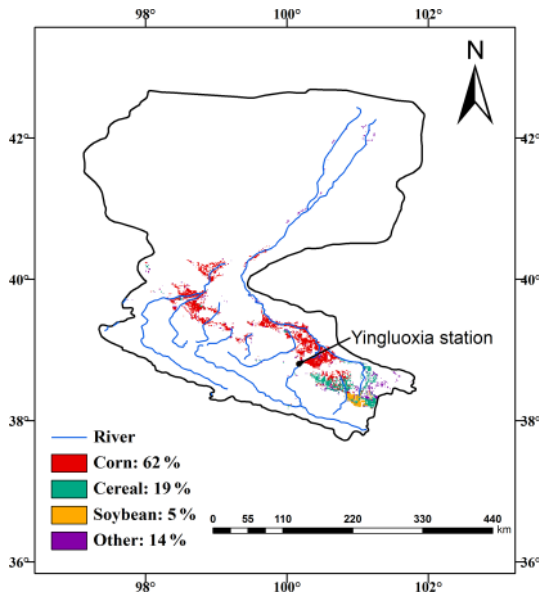 98° 100° 102°
N
42° 42°
40° 40°
Yingluoxia station
38° 38°
River
Corn: 62%
Cereal: 19%
Soybean: 5%
Other: 14%
0 55 110 220 330 440
km
36° 36°
98° 100° 102°